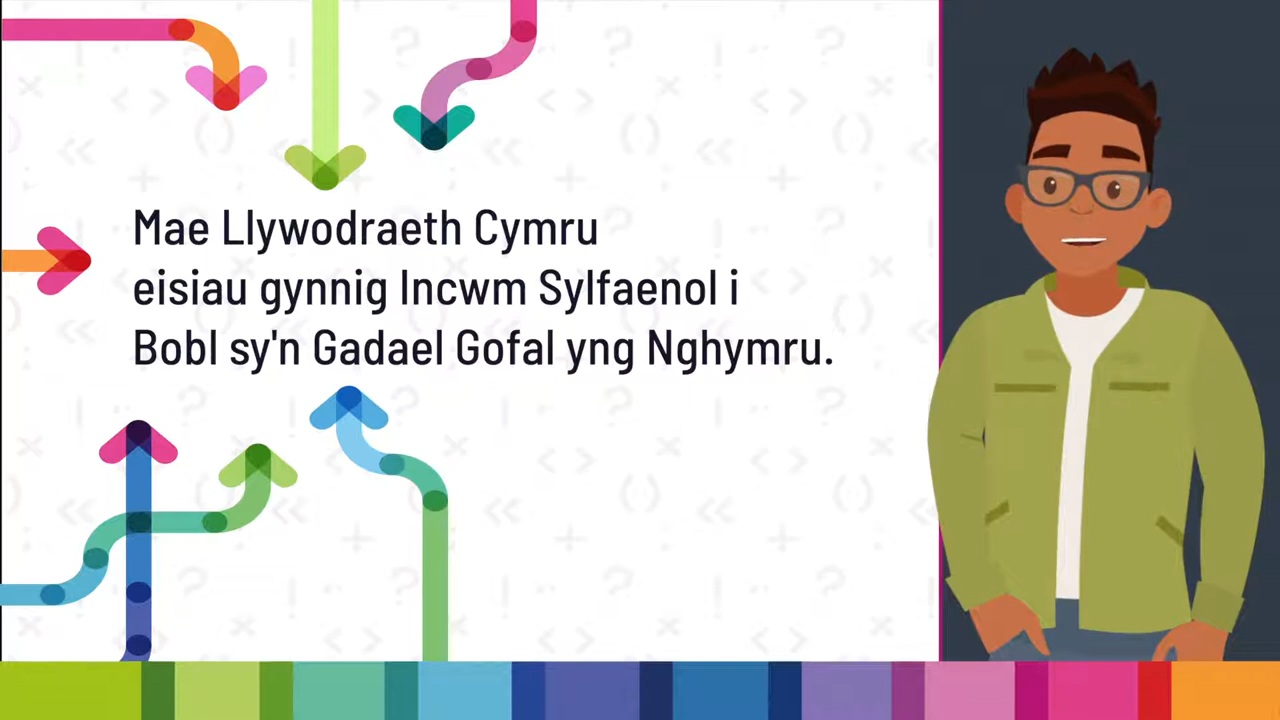 Mae Llywodraeth Cymru
eisiau gynnig Incwm Sylfaenol i
Bobl sy'n Gadael Gofal yng Nghymru.